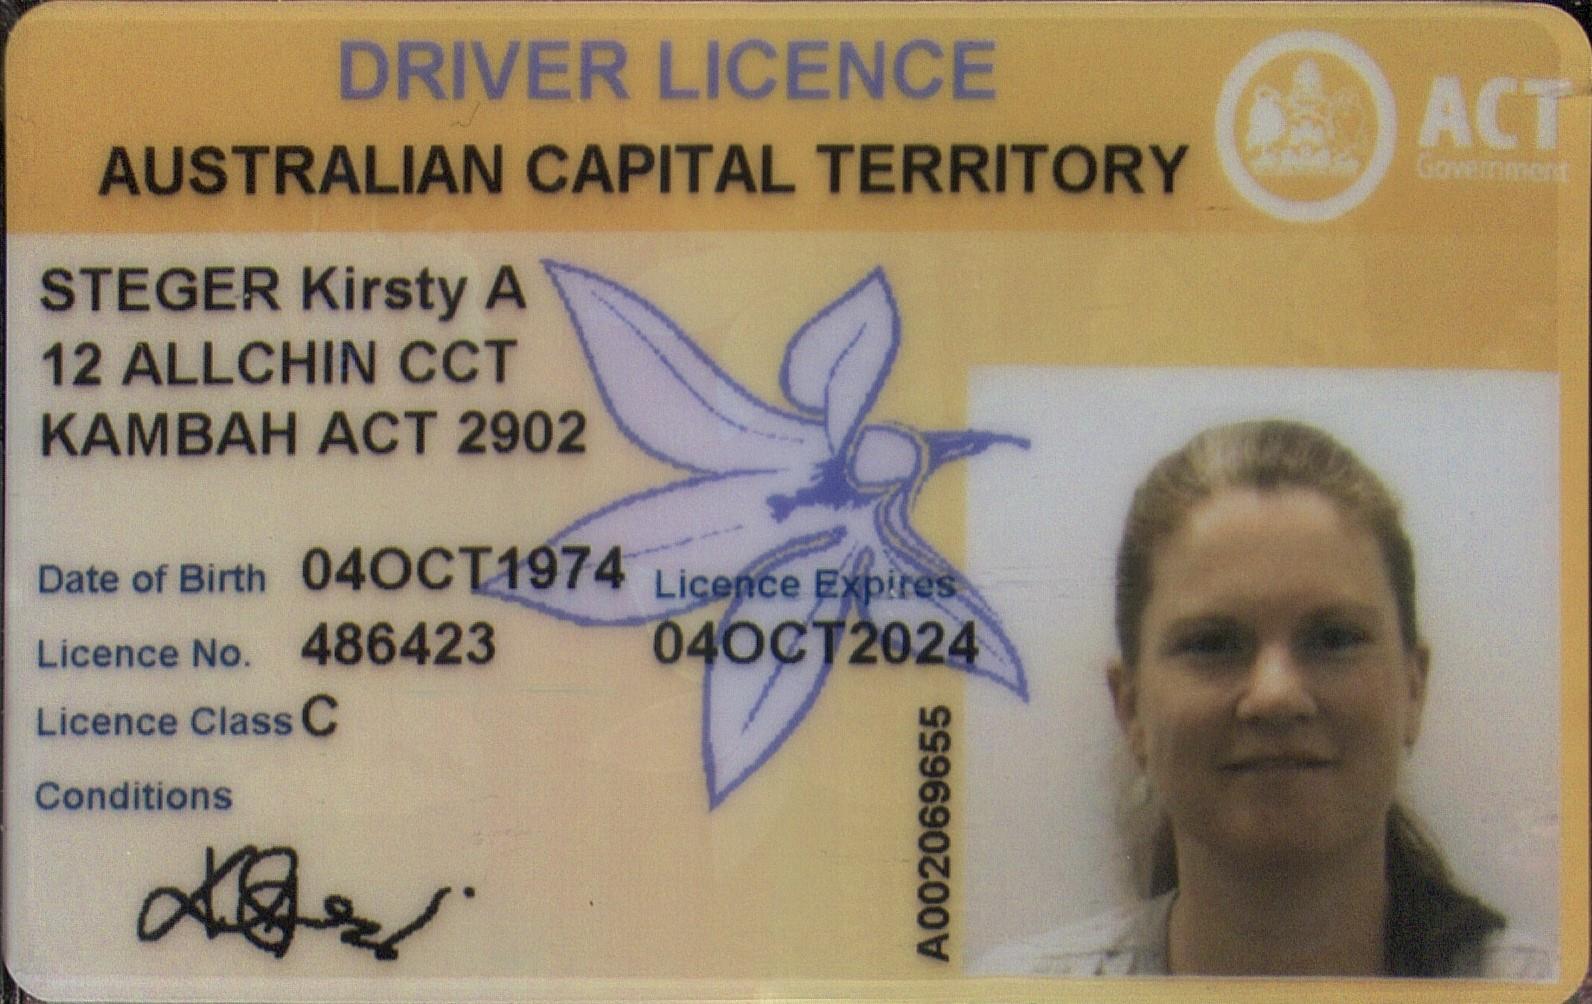 DRIVER LICENCE
AUSTRALIAN CAPITAL TERRITORY
ACT
Government
STEGER Kirsty A
12 ALLCHIN CCT
KAMBAH ACT 2902
Date of Birth 04OCT1974
Licence Expires
Licence No. 486423
04OCT2024
Licence Class C
Conditions
A002069655